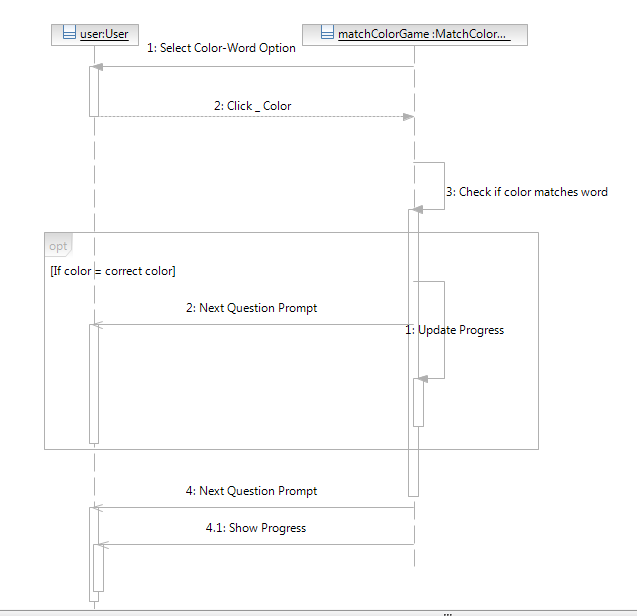 user:User
matchColorGame :MatchColor...
1: Select Color-Word Option
2: Click _ Color
3: Check if color matches word
opt
[If color = correct color]
2: Next Question Prompt
1: Update Progress
4: Next Question Prompt
4.1: Show Progress